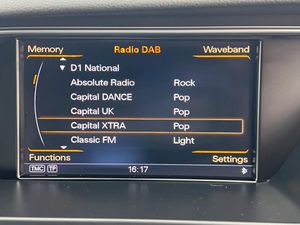 Memory Radio DAB Waveband
D1 National
Absolute Radio Rock
Capital DANCE Pop
Capital UK Pop
Capital XTRA Pop
Classic FM Light
Functions Settings
TMC TP 16:17